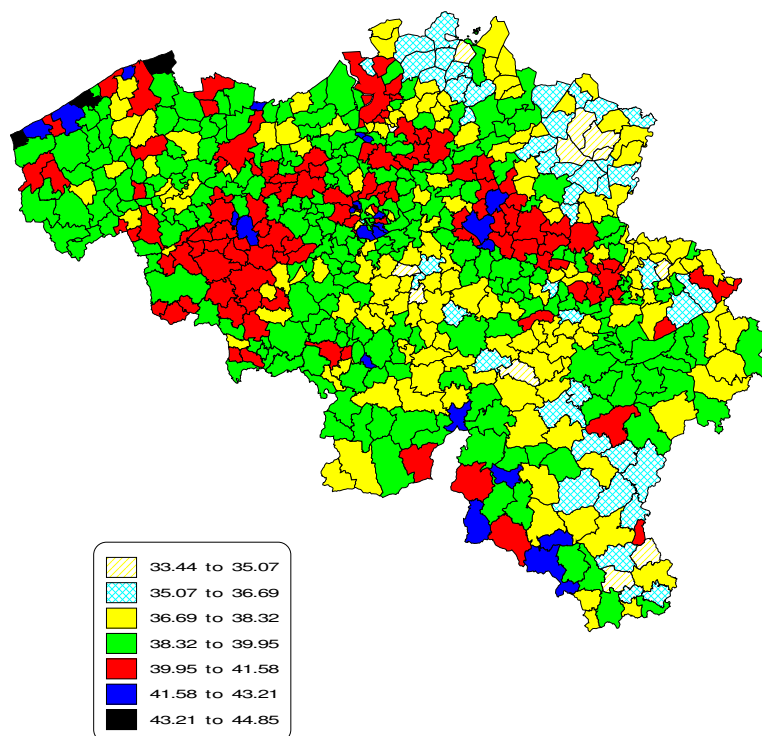 33.44 to 35.07
35.07 to 36.69
36.69 to 38.32
38.32 to 39.95
39.95 to 41.58
41.58 to 43.21
43.21 to 44.85